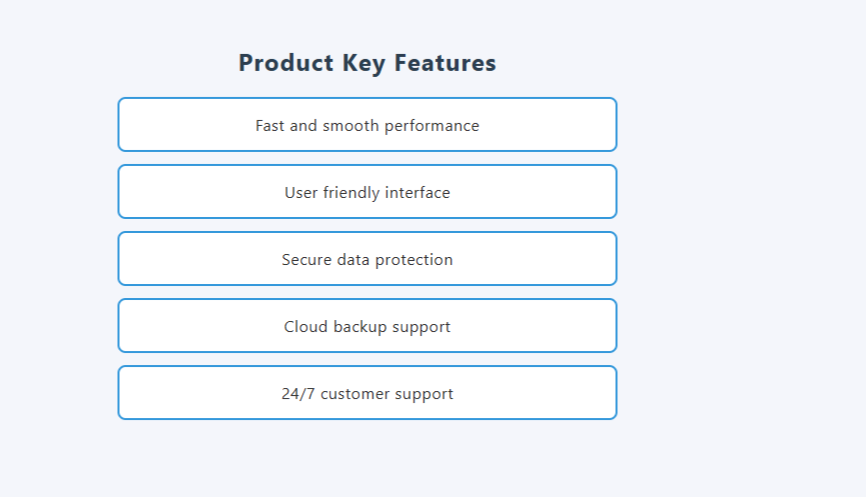 Product Key Features
Fast and smooth performance
User friendly interface
Secure data protection
Cloud backup support
24/7 customer support